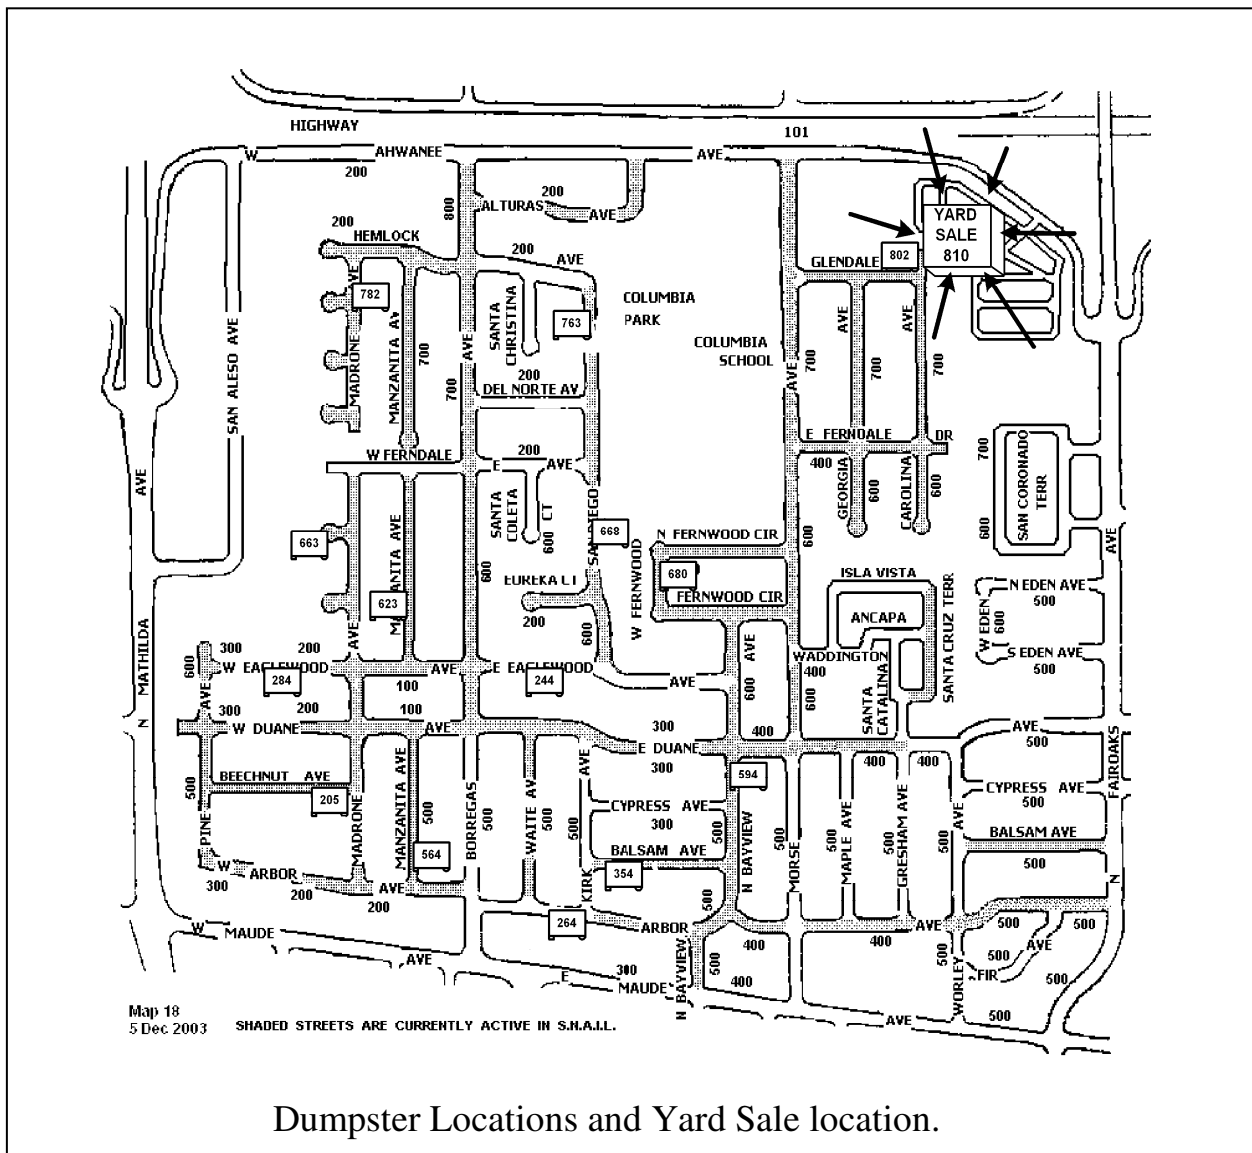 HIGHWAY
101
W AHWANEE AVE
200
800
ALTURAS AVE
200
200
HEMLOCK AVE
200
YARD
SALE
810
802
GLENDALE
782
763
COLUMBIA
PARK
COLUMBIA
SCHOOL
SANTA
CHRISTINA
200
DEL NORTE AV
MADRONE AVE
MANZANITA AV
700
700
AVE
SAN ALESO AVE
AVE
700
AVE
700
AVE
700
W FERNDALE E AVE
200
E FERNDALE DR
400
GEORGIA
600
CAROLINA
600
700
SAN CORONADO
TERR
600
SANTA
COLETA CT
600
663
668
N FERNWOOD CIR
600
AVE
680
FERNWOOD CIR
W FERNWOOD
ISLA VISTA
ANCAPA
SANTA CRUZ TERR
N EDEN AVE
500
W EDEN
600
S EDEN AVE
500
623
600
EUREKA CT
200
600
AVE
N MATHILDA AVE
300
200
600
W EAGLEWOOD AVE
284
100
E EAGLEWOOD AVE
244
AVE
600
WADDINGTON
400
600
SANTA
CATALINA
300
200
100
W DUANE AVE
300
E DUANE
300
400
400
400
AVE
500
BEECHNUT AVE
205
500
PINE AVE
MADRONE
MANZANITA AVE
500
564
BORREGAS
500
WAITE AV
500
KIRK AVE
500
CYPRESS AVE
300
BALSAM AVE
354
594
500
N BAYVIEW
500
MORSE
500
MAPLE AVE
500
GRESHAM AVE
500
AVE
CYPRESS AVE
500
BALSAM AVE
500
N FAIROAKS AVE
W ARBOR AVE
300
200
200
264
ARBOR
500
400
400
AVE
500
500
W MAUDE AVE
E MAUDE
300
N BAYVIEW
500
400
AVE
WORLEY
500
FIR AVE
500
500
500
Map 18
5 Dec 2003
SHADED STREETS ARE CURRENTLY ACTIVE IN S.N.A.I.L.
Dumpster Locations and Yard Sale location.